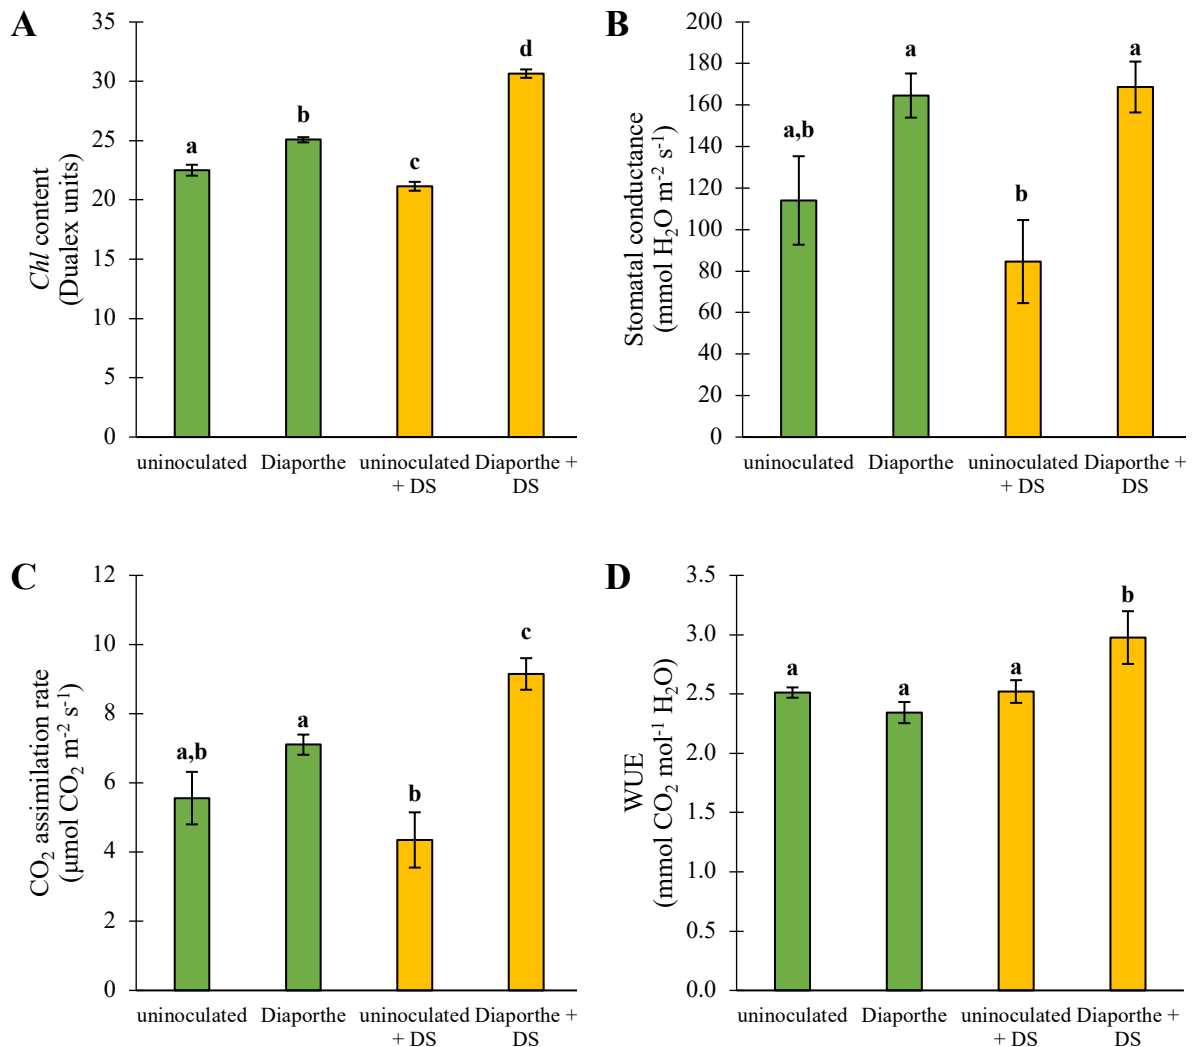 A
Chl content
(Dualex units)
35
30
25
20
15
10
5
0
a
b
c
d
uninoculated
Diaporthe
uninoculated
+ DS
Diaporthe +
DS
B
Stomatal conductance
(mmol H₂O m⁻² s⁻¹)
200
180
160
140
120
100
80
60
40
20
0
a,b
a
b
a
uninoculated
Diaporthe
uninoculated
+ DS
Diaporthe +
DS
C
CO₂ assimilation rate
(µmol CO₂ m⁻² s⁻¹)
12
10
8
6
4
2
0
a,b
a
b
c
uninoculated
Diaporthe
uninoculated
+ DS
Diaporthe +
DS
D
WUE
(mmol CO₂ mol⁻¹ H₂O)
3.5
3.0
2.5
2.0
1.5
1.0
0.5
0.0
a
a
a
b
uninoculated
Diaporthe
uninoculated
+ DS
Diaporthe +
DS